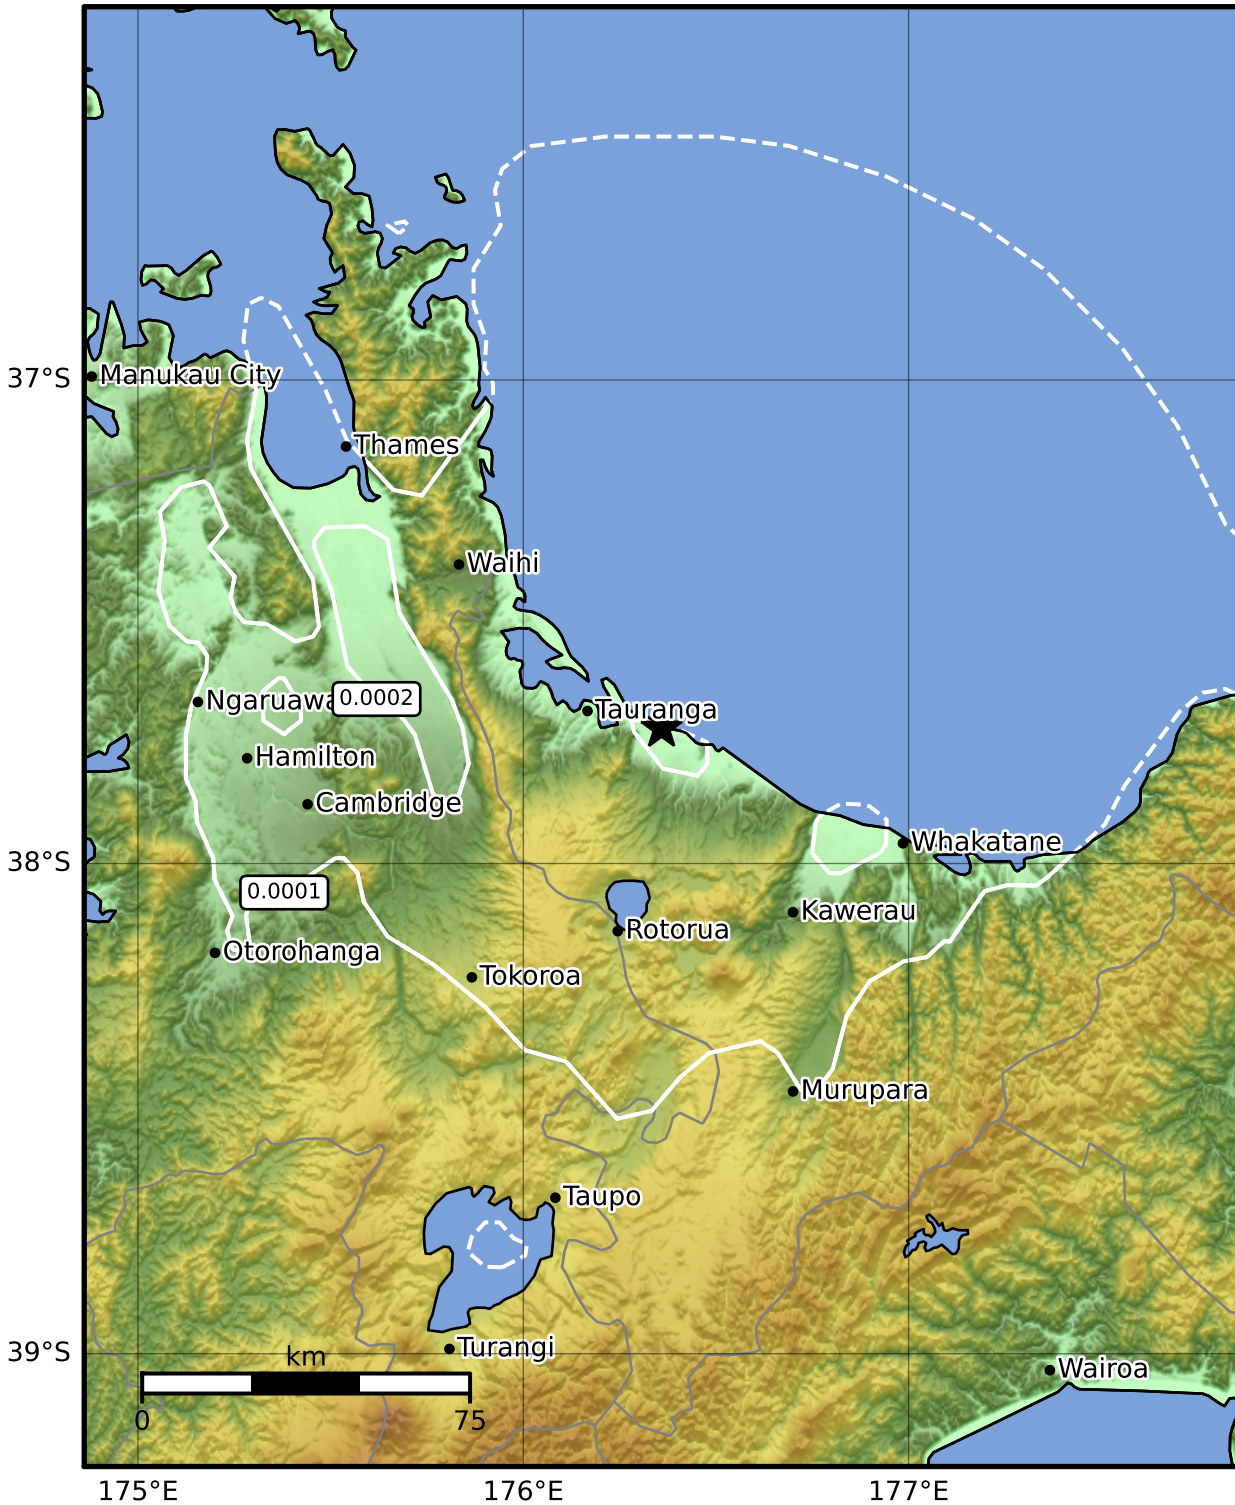 37°S
Manukau City
Thames
Waihi
Ngaruawa
0.0002
Tauranga
Hamilton
Cambridge
Whakatane
38°S
0.0001
Kawerau
Rotorua
Otorohanga
Tokoroa
Murupara
Taupo
Turangi
39°S
km
Wairoa
0
75
175°E
176°E
177°E